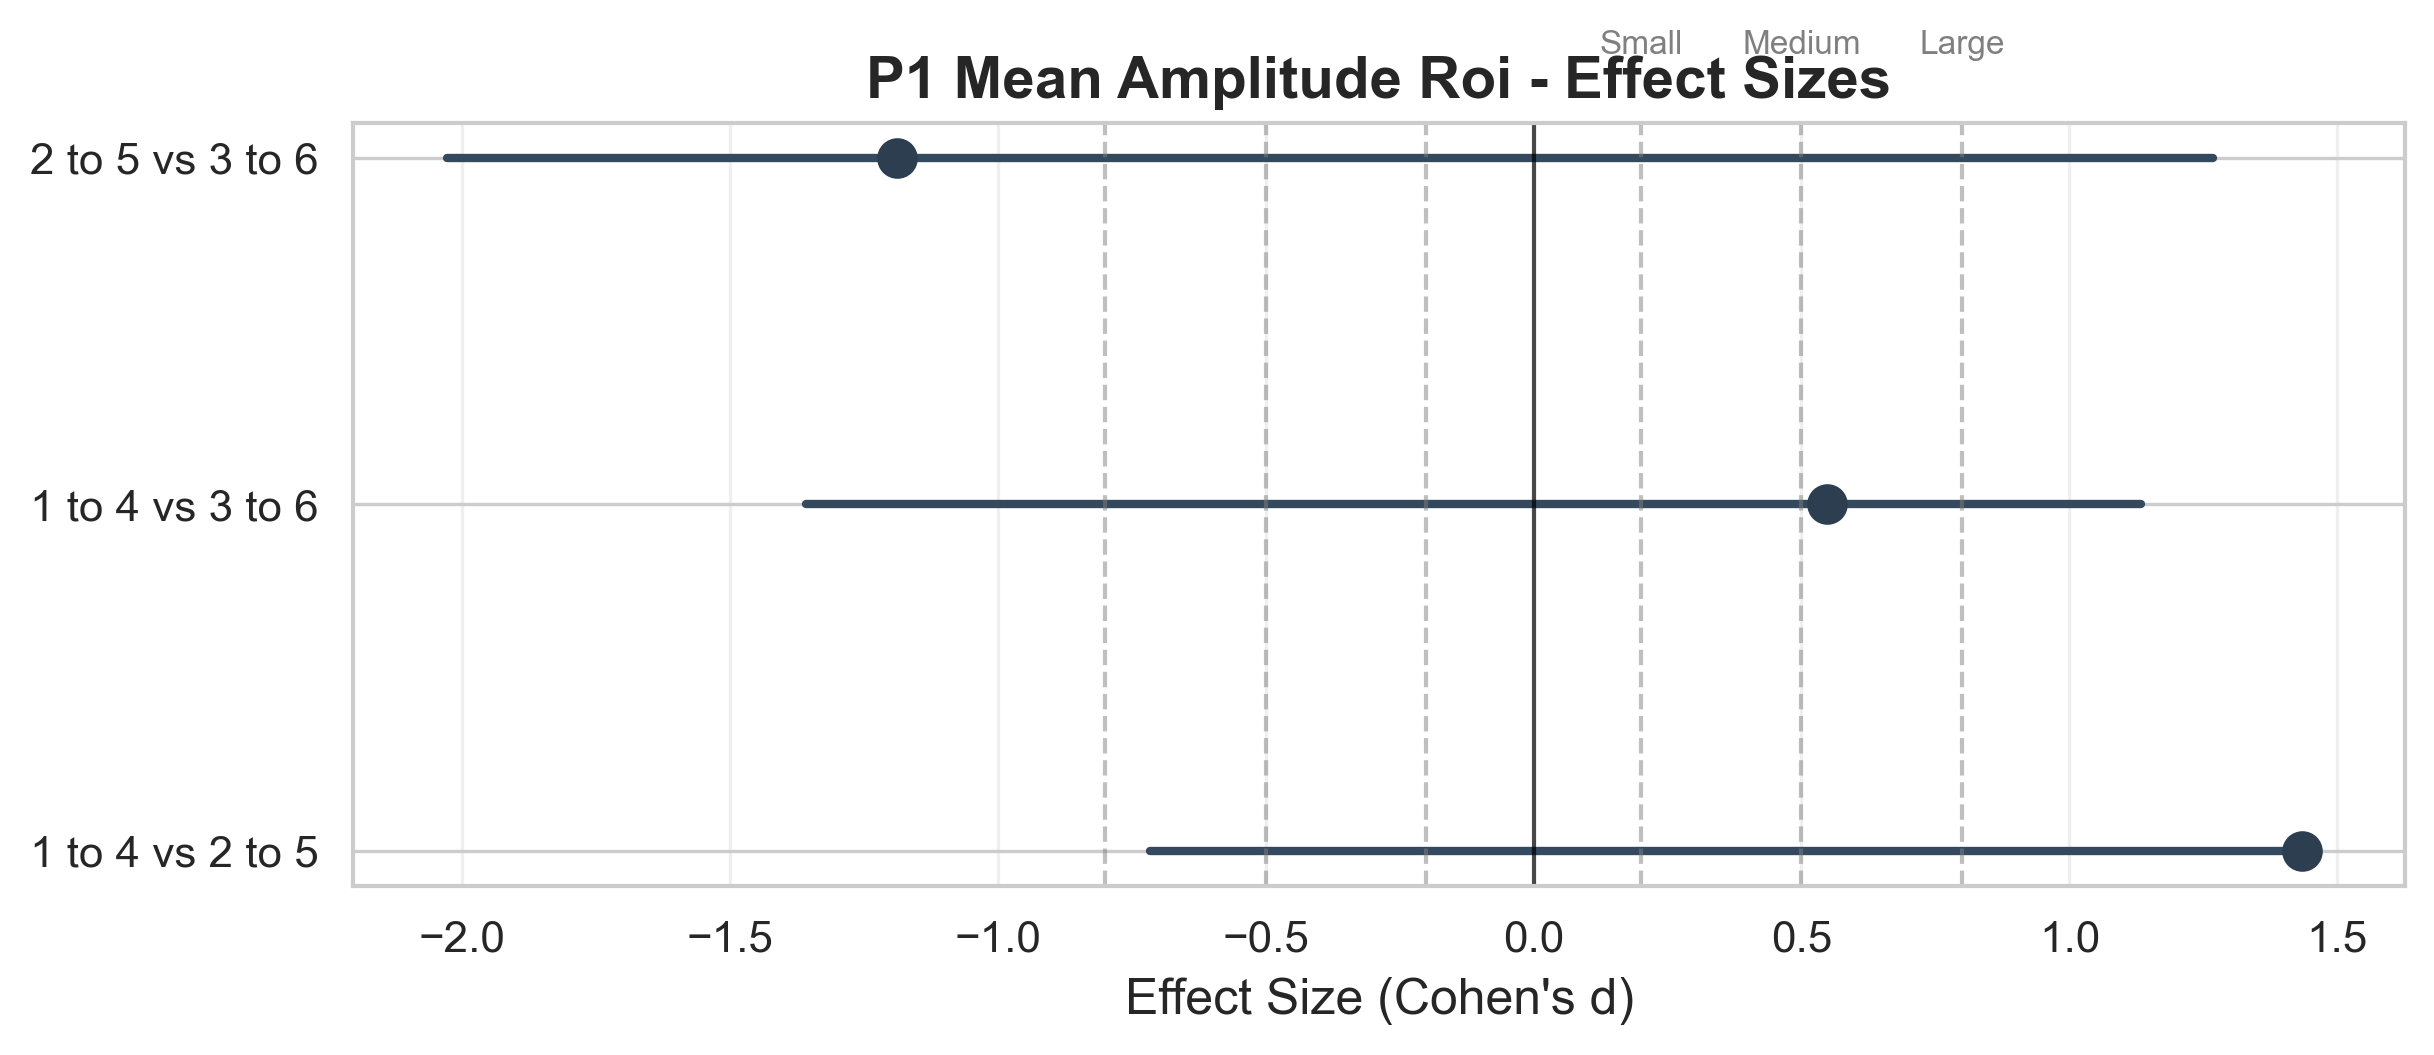 Small Medium Large
P1 Mean Amplitude Roi - Effect Sizes
2 to 5 vs 3 to 6
1 to 4 vs 3 to 6
1 to 4 vs 2 to 5
−2.0 −1.5 −1.0 −0.5 0.0 0.5 1.0 1.5
Effect Size (Cohen's d)